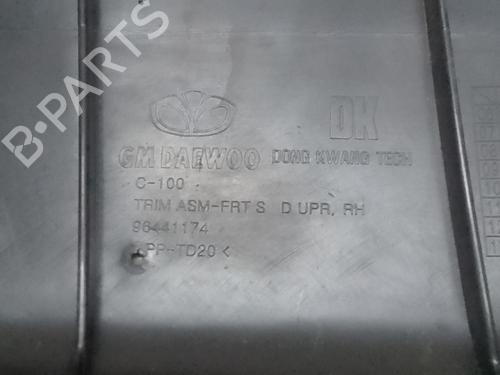 DK
GM DAEWOO DONG KWANG TECH
C-100
TRIM ASM-FRT S D UPR, RH
96441174
PP-TD20<
B-PARTS